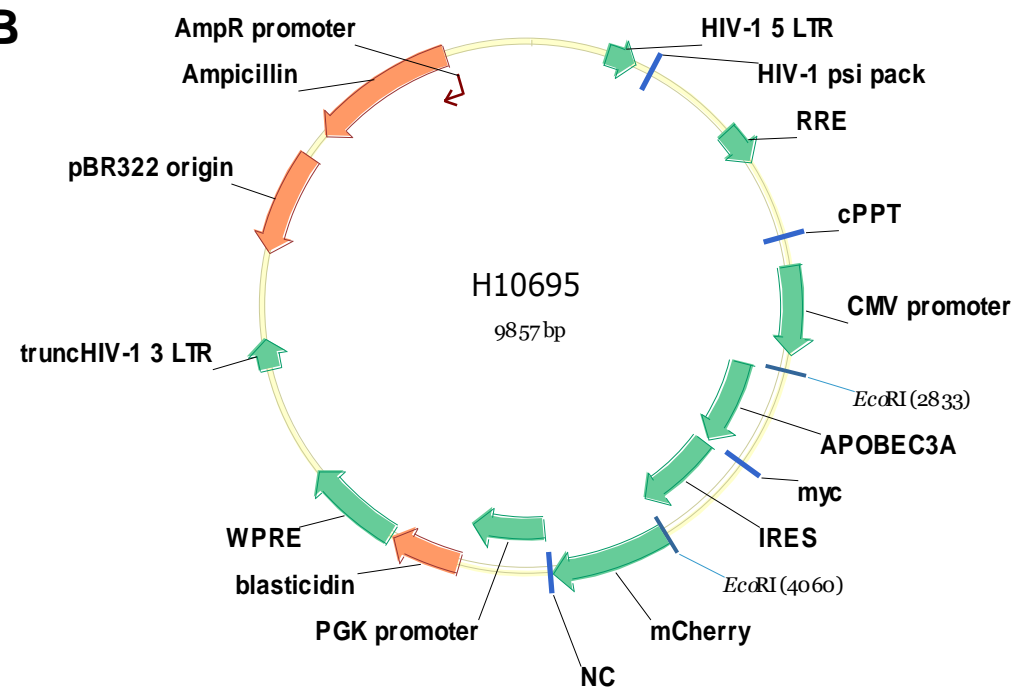 B
AmpR promoter
HIV-1 5 LTR
Ampicillin
HIV-1 psi pack
RRE
pBR322 origin
cPPT
H10695
9857 bp
CMV promoter
truncHIV-1 3 LTR
EcoRI (2833)
APOBEC3A
myc
WPRE
IRES
blasticidin
EcoRI (4060)
PGK promoter
mCherry
NC